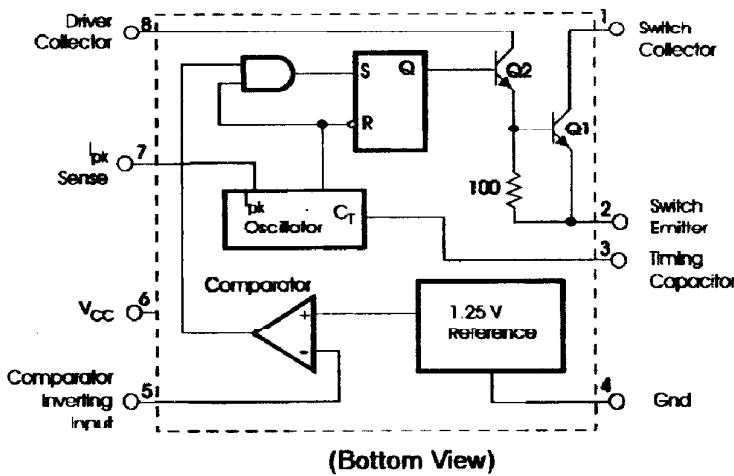 Driver
Collector
8
1
Switch
Collector
S
Q
R
Q2
Q1
Ipk
Sense
7
100
Ipk
Oscillator
CT
2
Switch
Emitter
3
Timing
Capacitor
Comparator
VCC
6
+
-
1.25 V
Reference
Comparator
Inverting
Input
5
4
Gnd
(Bottom View)